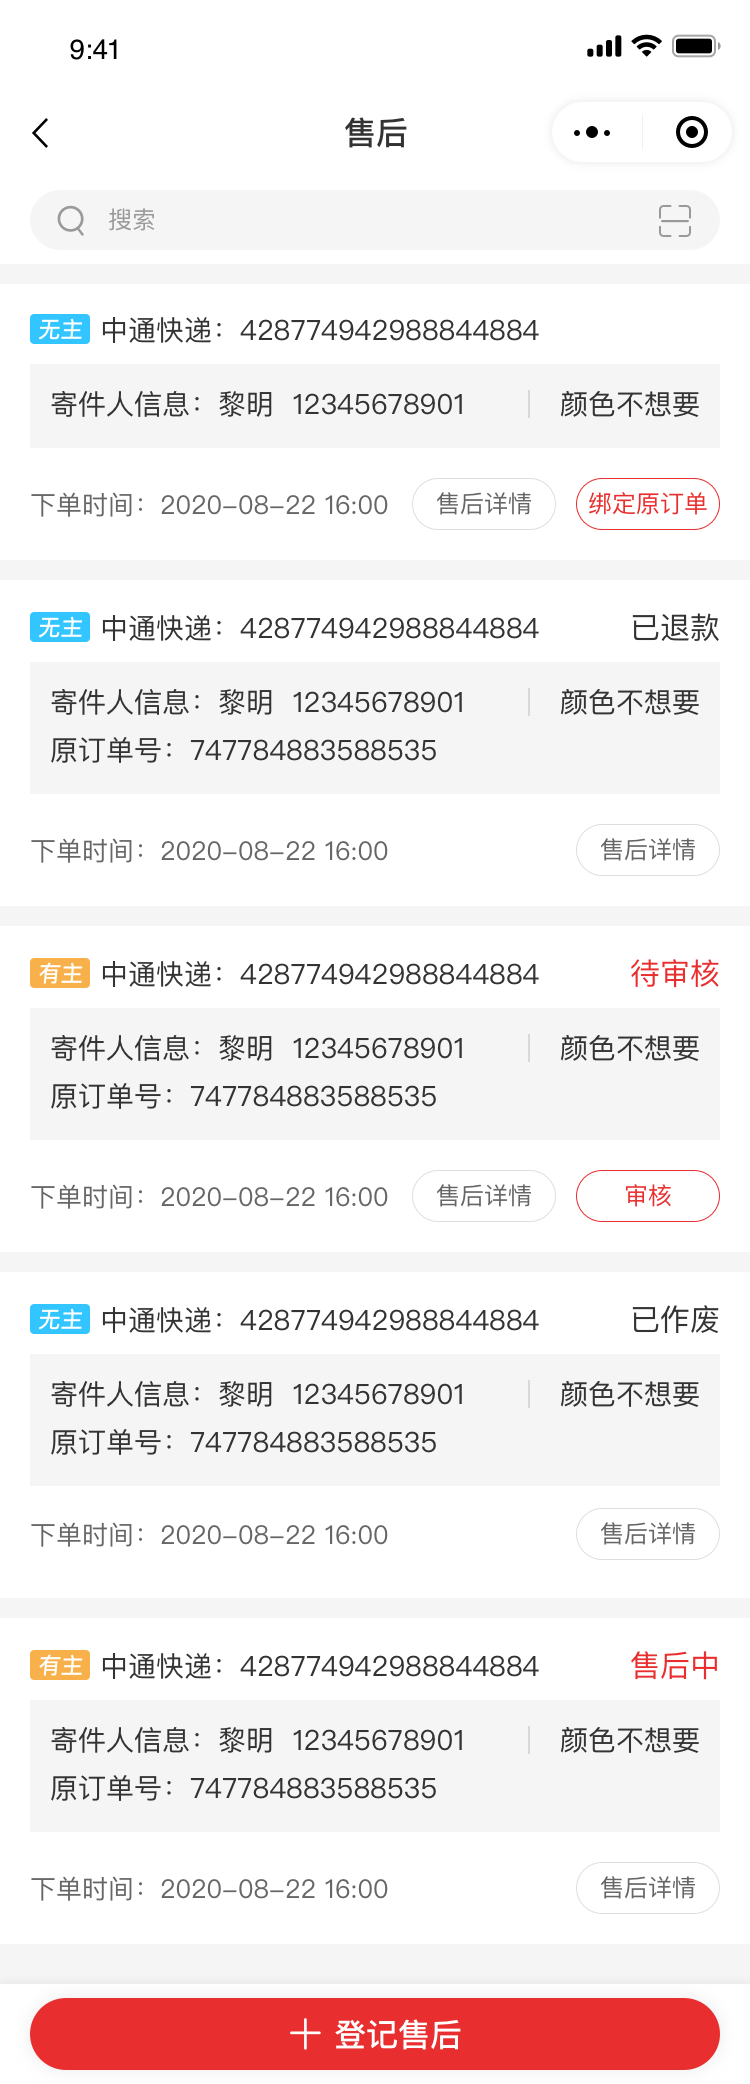 9:41
售后
搜索
无主 中通快递：428774942988844884
寄件人信息：黎明 12345678901 颜色不想要
下单时间：2020-08-22 16:00 售后详情 绑定原订单
无主 中通快递：428774942988844884 已退款
寄件人信息：黎明 12345678901 颜色不想要
原订单号：747784883588535
下单时间：2020-08-22 16:00 售后详情
有主 中通快递：428774942988844884 待审核
寄件人信息：黎明 12345678901 颜色不想要
原订单号：747784883588535
下单时间：2020-08-22 16:00 售后详情 审核
无主 中通快递：428774942988844884 已作废
寄件人信息：黎明 12345678901 颜色不想要
原订单号：747784883588535
下单时间：2020-08-22 16:00 售后详情
有主 中通快递：428774942988844884 售后中
寄件人信息：黎明 12345678901 颜色不想要
原订单号：747784883588535
下单时间：2020-08-22 16:00 售后详情
登记售后